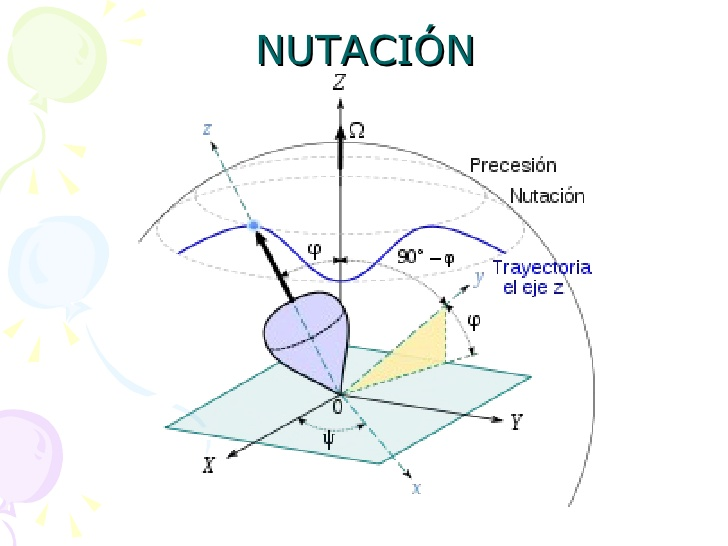 NUTACIÓN
Z
z
Ω
Precesión
Nutación
φ
90° – φ
Trayectoria
el eje z
y
φ
0
Y
ψ
X
x